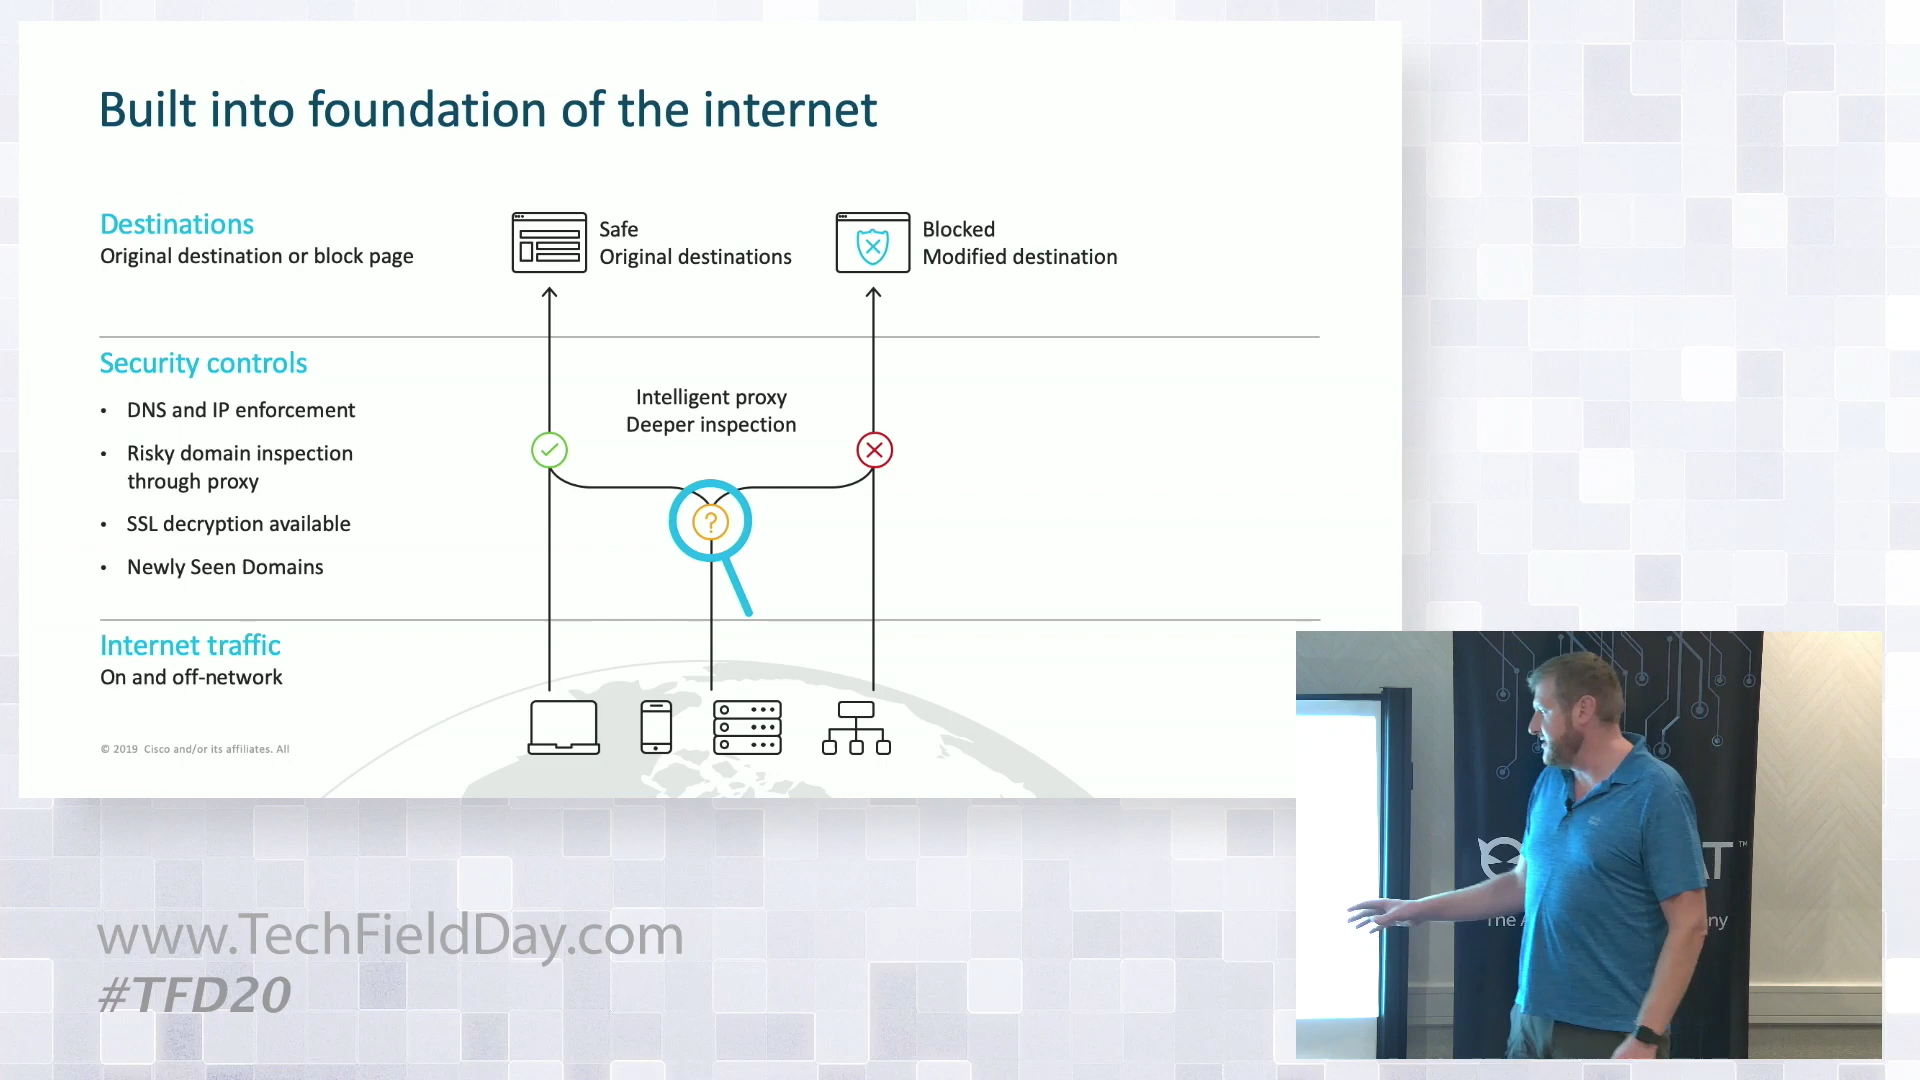 Built into foundation of the internet
Destinations
Original destination or block page
Safe
Original destinations
Blocked
Modified destination
Security controls
• DNS and IP enforcement
• Risky domain inspection
through proxy
• SSL decryption available
• Newly Seen Domains
Intelligent proxy
Deeper inspection
?
Internet traffic
On and off-network
© 2019 Cisco and/or its affiliates. All
www.TechFieldDay.com
#TFD20
The